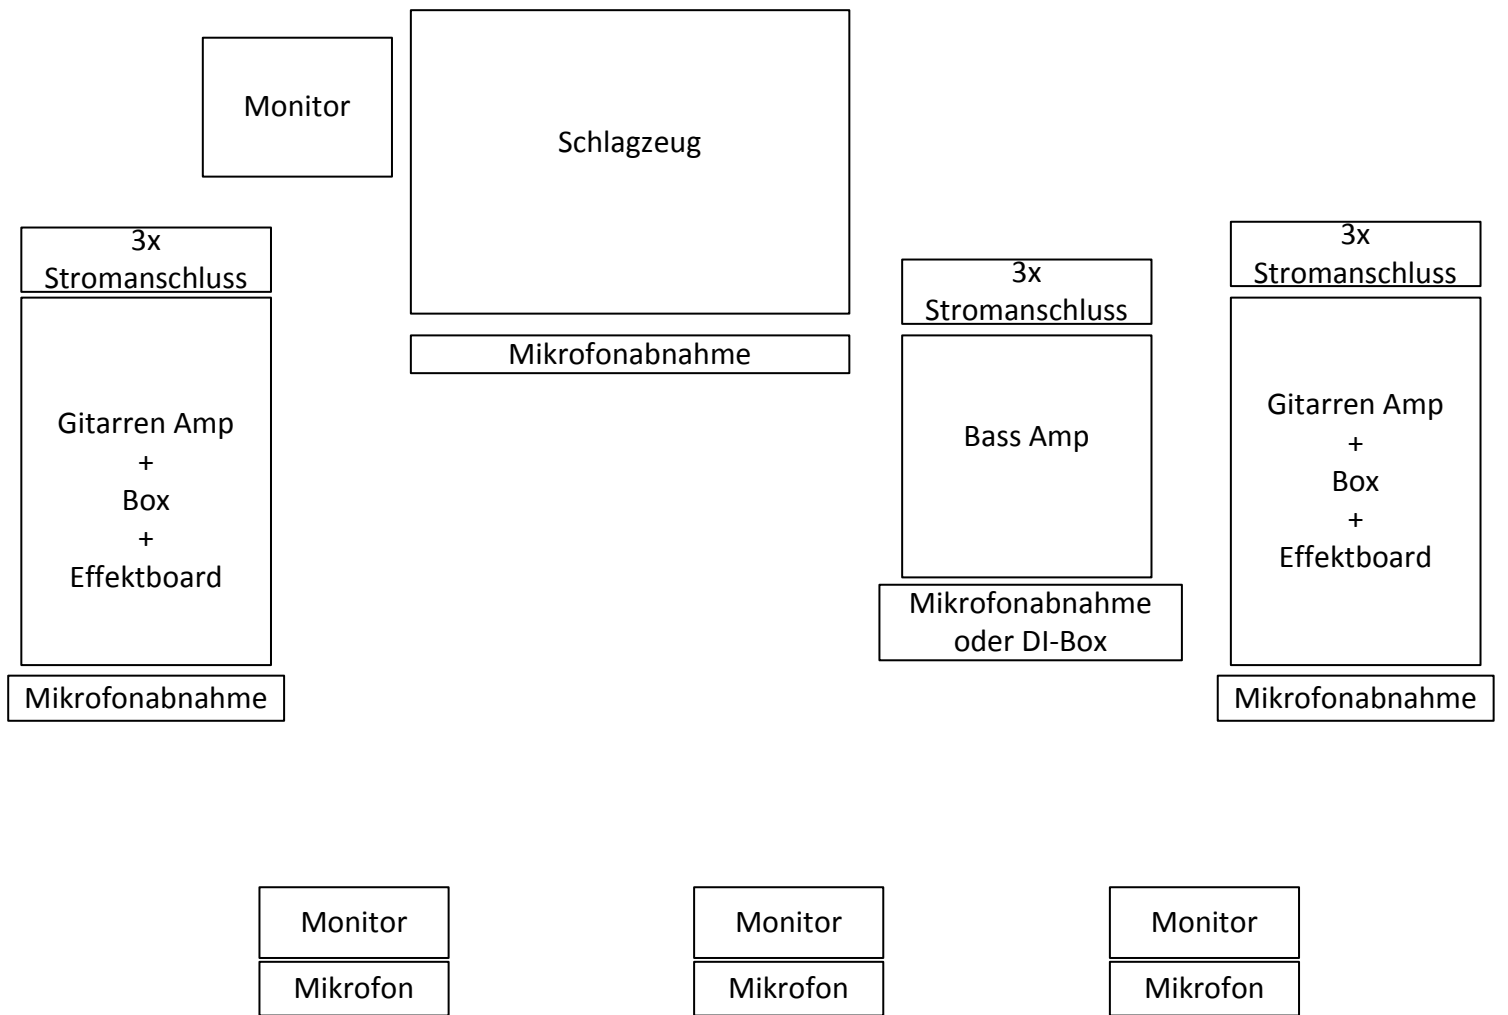 Monitor
Schlagzeug
3x
Stromanschluss
3x
Stromanschluss
3x
Stromanschluss
Mikrofonabnahme
Gitarren Amp
+
Box
+
Effektboard
Bass Amp
Gitarren Amp
+
Box
+
Effektboard
Mikrofonabnahme
oder DI-Box
Mikrofonabnahme
Mikrofonabnahme
Monitor
Monitor
Monitor
Mikrofon
Mikrofon
Mikrofon